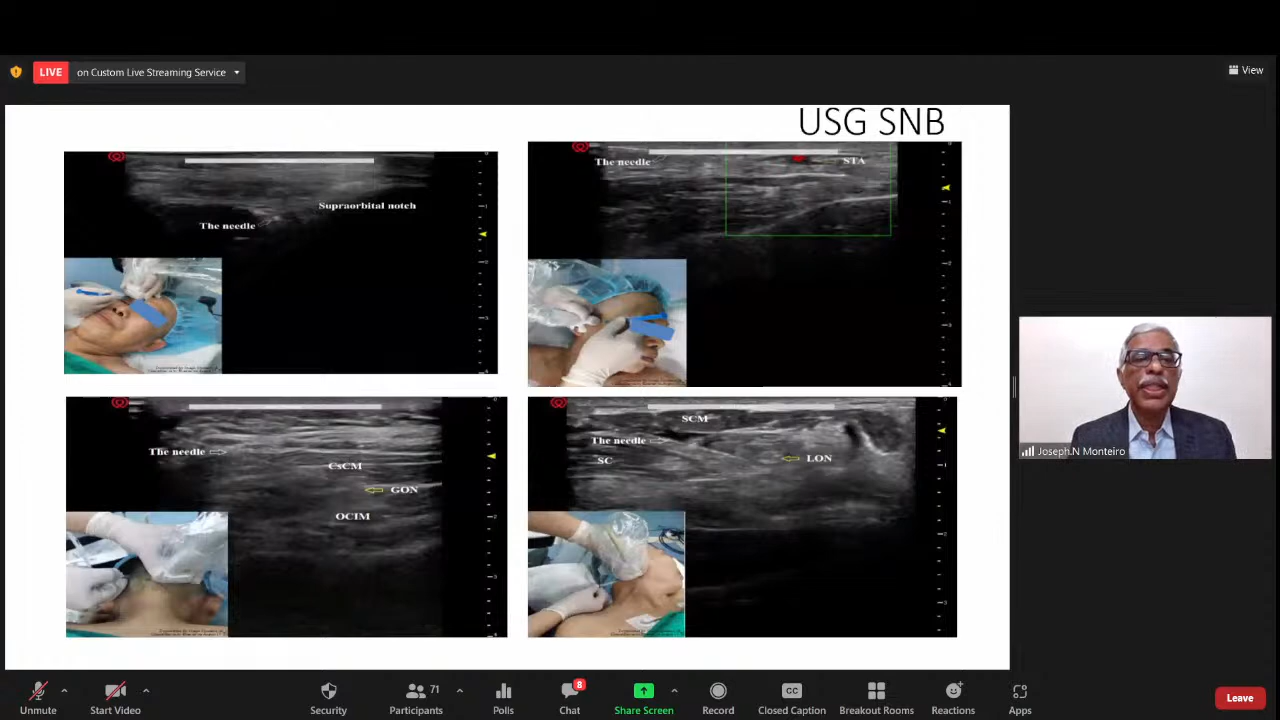 LIVE on Custom Live Streaming Service
View
USG SNB
Supraorbital notch
The needle
The needle
STA
The needle
CsCM
GON
OCIM
SCM
The needle
SC
LON
Joseph.N Monteiro
Unmute
Start Video
Security
71
Participants
Polls
8
Chat
Share Screen
Record
CC
Closed Caption
Breakout Rooms
Reactions
Apps
Leave